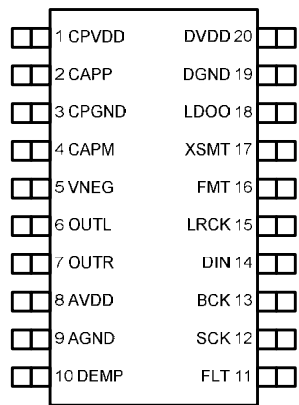 1 CPVDD DVDD 20
2 CAPP DGND 19
3 CPGND LDOO 18
4 CAPM XSMT 17
5 VNEG FMT 16
6 OUTL LRCK 15
7 OUTR DIN 14
8 AVDD BCK 13
9 AGND SCK 12
10 DEMP FLT 11